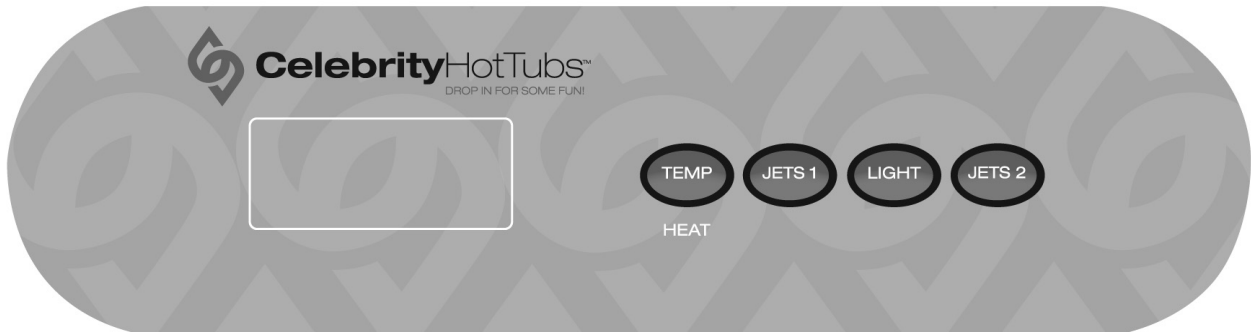 CelebrityHotTubs™
DROP IN FOR SOME FUN!
TEMP JETS 1 LIGHT JETS 2
HEAT